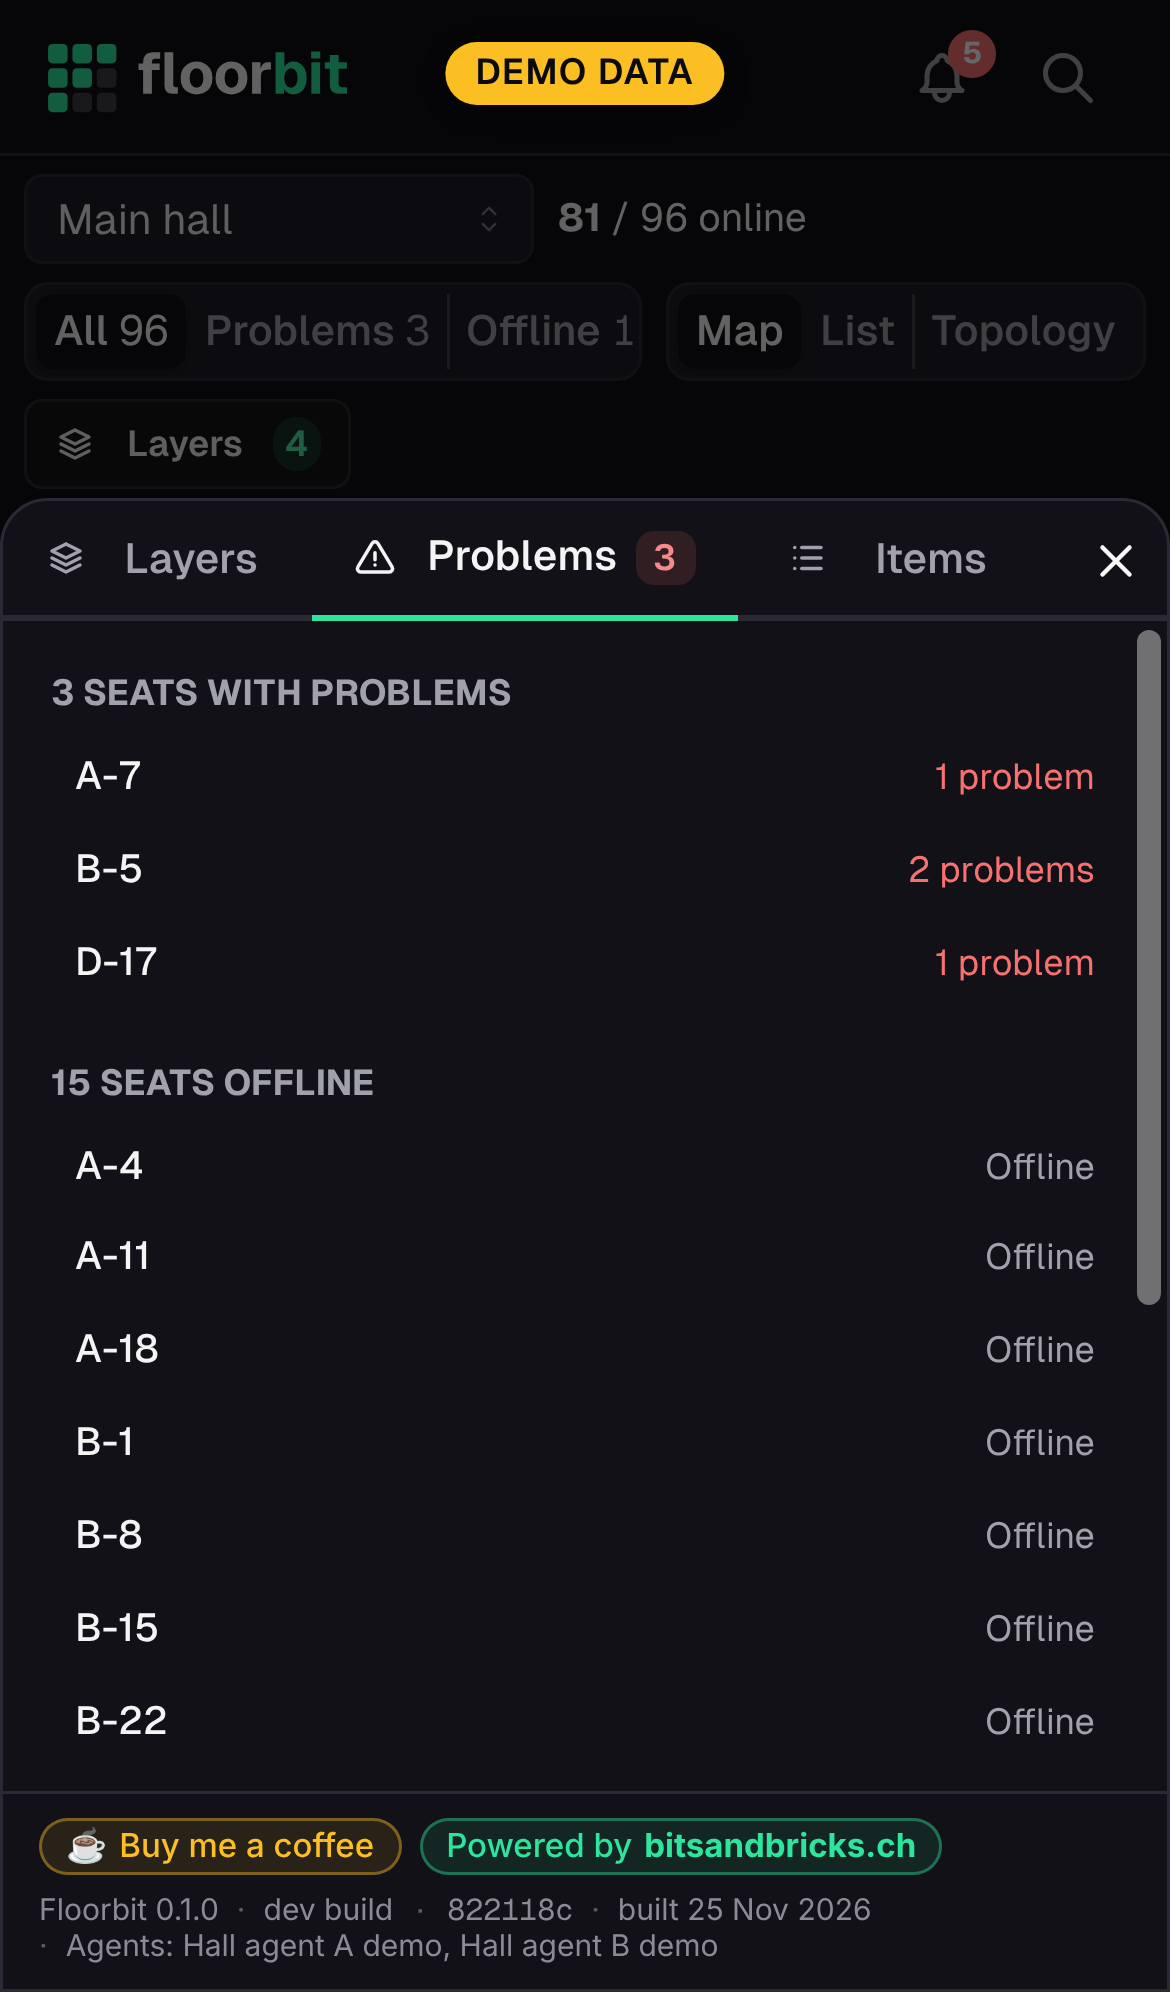 floorbit
DEMO DATA
5
Main hall
81 / 96 online
All 96 Problems 3 Offline 1
Map List Topology
Layers 4
Layers
Problems 3
Items
3 SEATS WITH PROBLEMS
A-7 1 problem
B-5 2 problems
D-17 1 problem
15 SEATS OFFLINE
A-4 Offline
A-11 Offline
A-18 Offline
B-1 Offline
B-8 Offline
B-15 Offline
B-22 Offline
☕ Buy me a coffee
Powered by bitsandbricks.ch
Floorbit 0.1.0 · dev build · 822118c · built 25 Nov 2026
· Agents: Hall agent A demo, Hall agent B demo